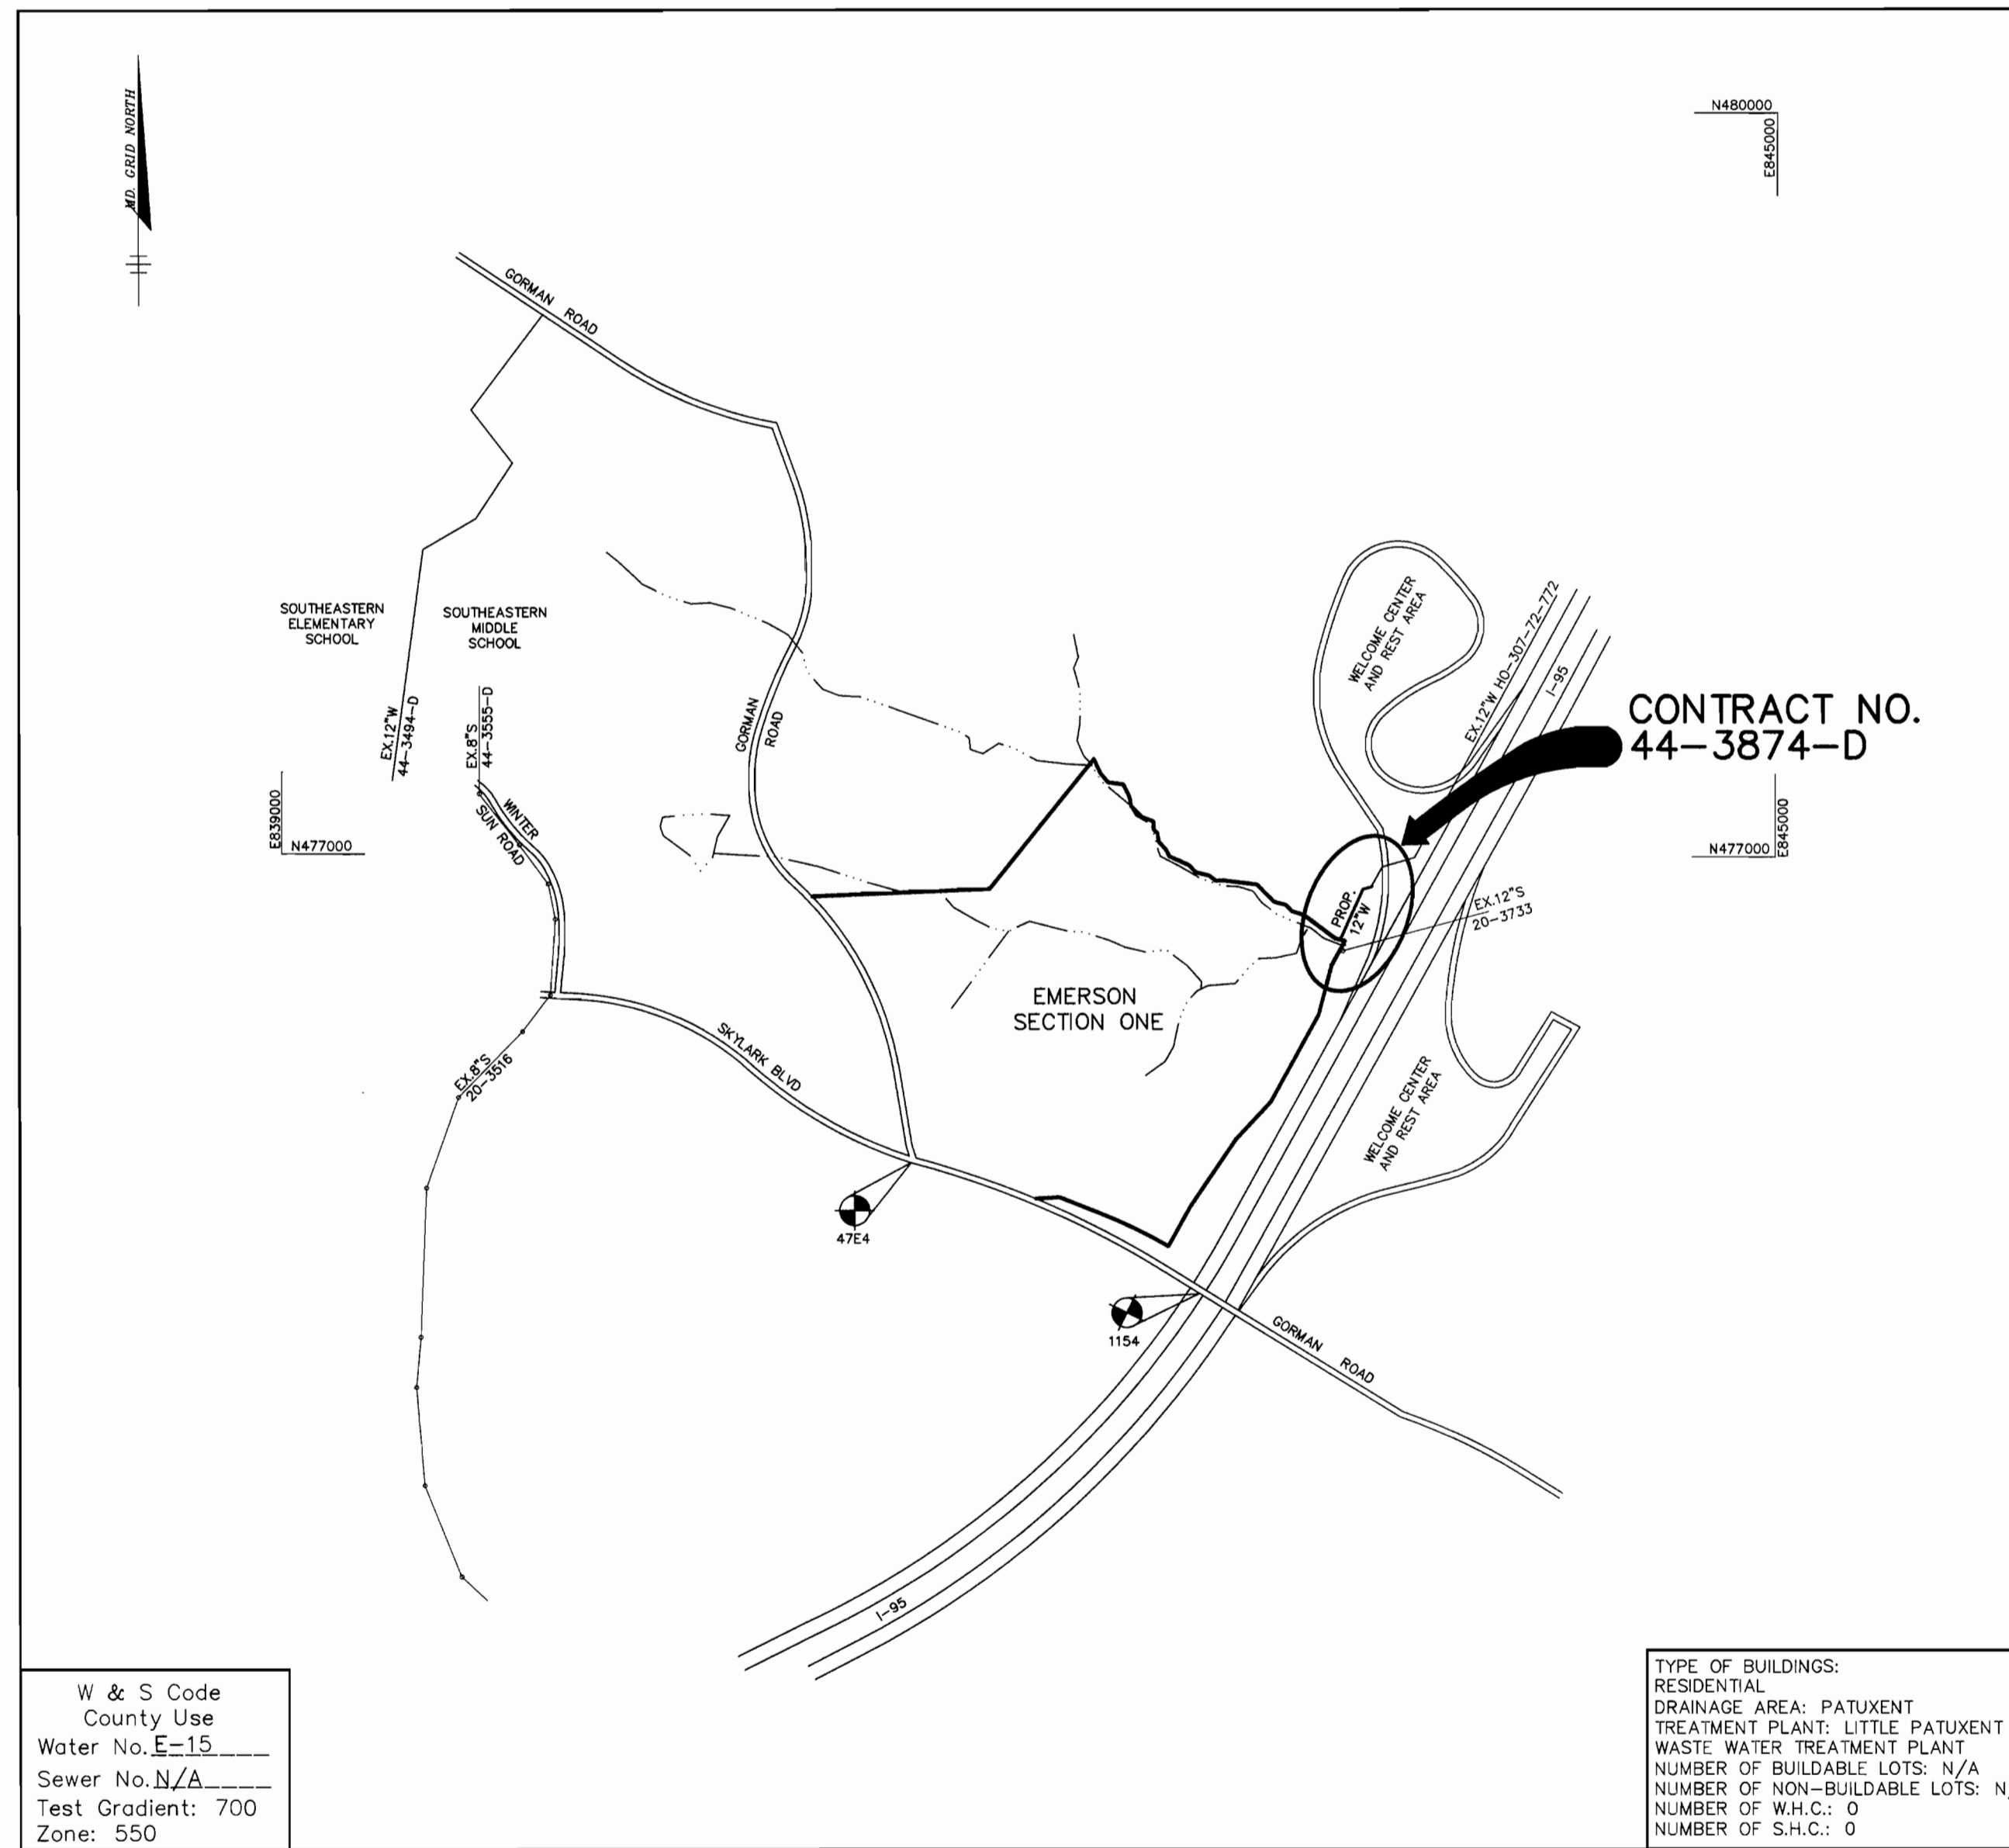 MD. GRID NORTH
N480000
E845000
GORMAN ROAD
SOUTHEASTERN
ELEMENTARY
SCHOOL
SOUTHEASTERN
MIDDLE
SCHOOL
EX.12"W
44-3494-D
EX.8"S
44-3555-D
GORMAN
ROAD
WELCOME CENTER
AND REST AREA
EX.12"W HO-307-72-772
I-95
CONTRACT NO.
44-3874-D
E839000
N477000
WINTER
SUN ROAD
N477000
E845000
PROP.
12"W
EX.12"S
20-3733
EMERSON
SECTION ONE
SKYLARK BLVD
EX.8"S
20-3516
WELCOME CENTER
AND REST AREA
47E4
1154
GORMAN ROAD
I-95
W & S Code
County Use
Water No. E-15
Sewer No. N/A
Test Gradient: 700
Zone: 550
TYPE OF BUILDINGS:
RESIDENTIAL
DRAINAGE AREA: PATUXENT
TREATMENT PLANT: LITTLE PATUXENT
WASTE WATER TREATMENT PLANT
NUMBER OF BUILDABLE LOTS: N/A
NUMBER OF NON-BUILDABLE LOTS: N
NUMBER OF W.H.C.: 0
NUMBER OF S.H.C.: 0